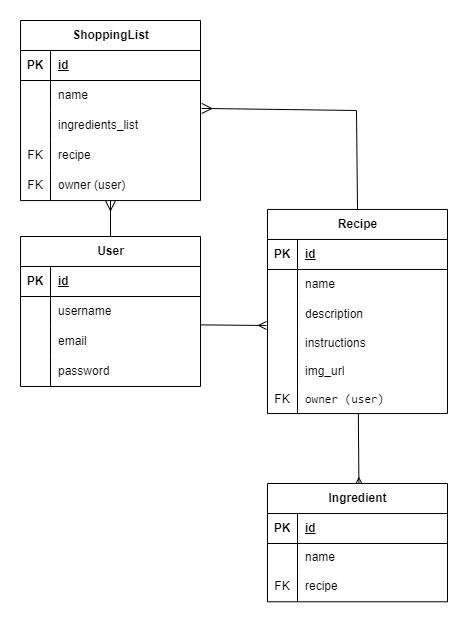 ShoppingList
PK id
name
ingredients_list
FK recipe
FK owner (user)
User
PK id
username
email
password
Recipe
PK id
name
description
instructions
img_url
FK owner (user)
Ingredient
PK id
name
FK recipe